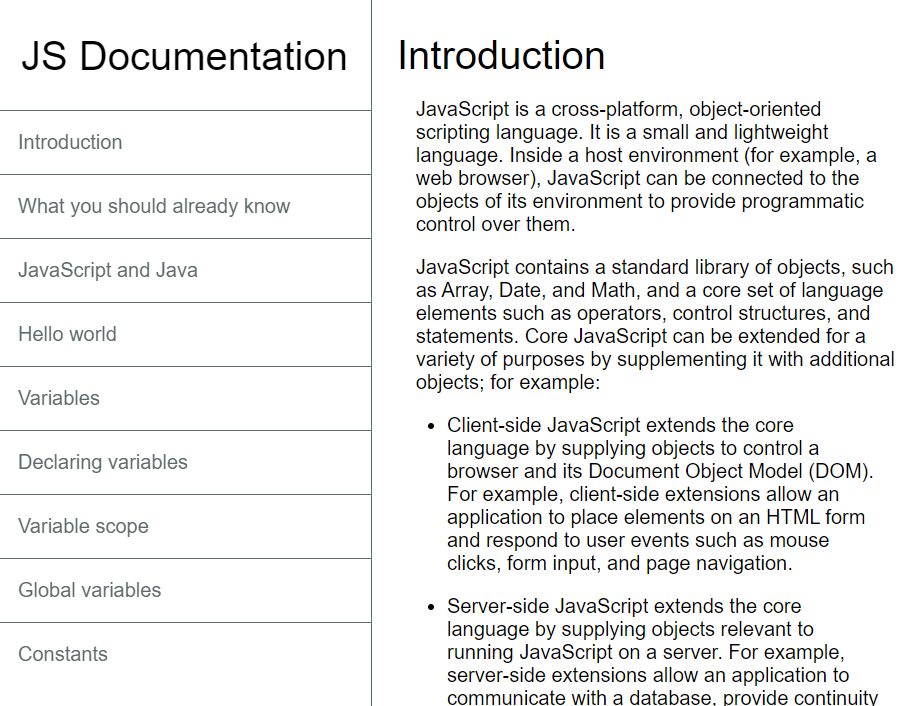 JS Documentation
Introduction
What you should already know
JavaScript and Java
Hello world
Variables
Declaring variables
Variable scope
Global variables
Constants
Introduction
JavaScript is a cross-platform, object-oriented
scripting language. It is a small and lightweight
language. Inside a host environment (for example, a
web browser), JavaScript can be connected to the
objects of its environment to provide programmatic
control over them.
JavaScript contains a standard library of objects, such
as Array, Date, and Math, and a core set of language
elements such as operators, control structures, and
statements. Core JavaScript can be extended for a
variety of purposes by supplementing it with additional
objects; for example:
• Client-side JavaScript extends the core
language by supplying objects to control a
browser and its Document Object Model (DOM).
For example, client-side extensions allow an
application to place elements on an HTML form
and respond to user events such as mouse
clicks, form input, and page navigation.
• Server-side JavaScript extends the core
language by supplying objects relevant to
running JavaScript on a server. For example,
server-side extensions allow an application to
communicate with a database, provide continuity